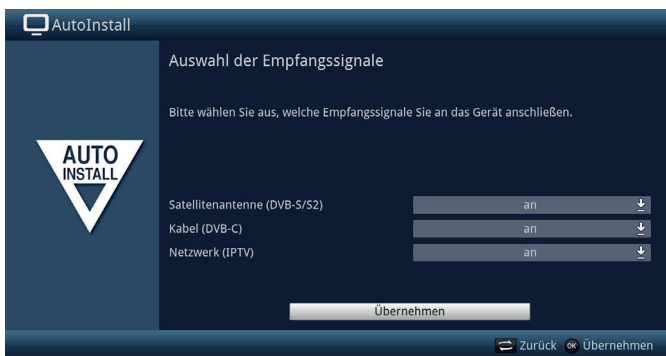 AutoInstall
Auswahl der Empfangssignale
Bitte wählen Sie aus, welche Empfangssignale Sie an das Gerät anschließen.
AUTO
INSTALL
Satellitenantenne (DVB-S/S2) an
Kabel (DVB-C) an
Netzwerk (IPTV) an
Übernehmen
Zurück OK Übernehmen